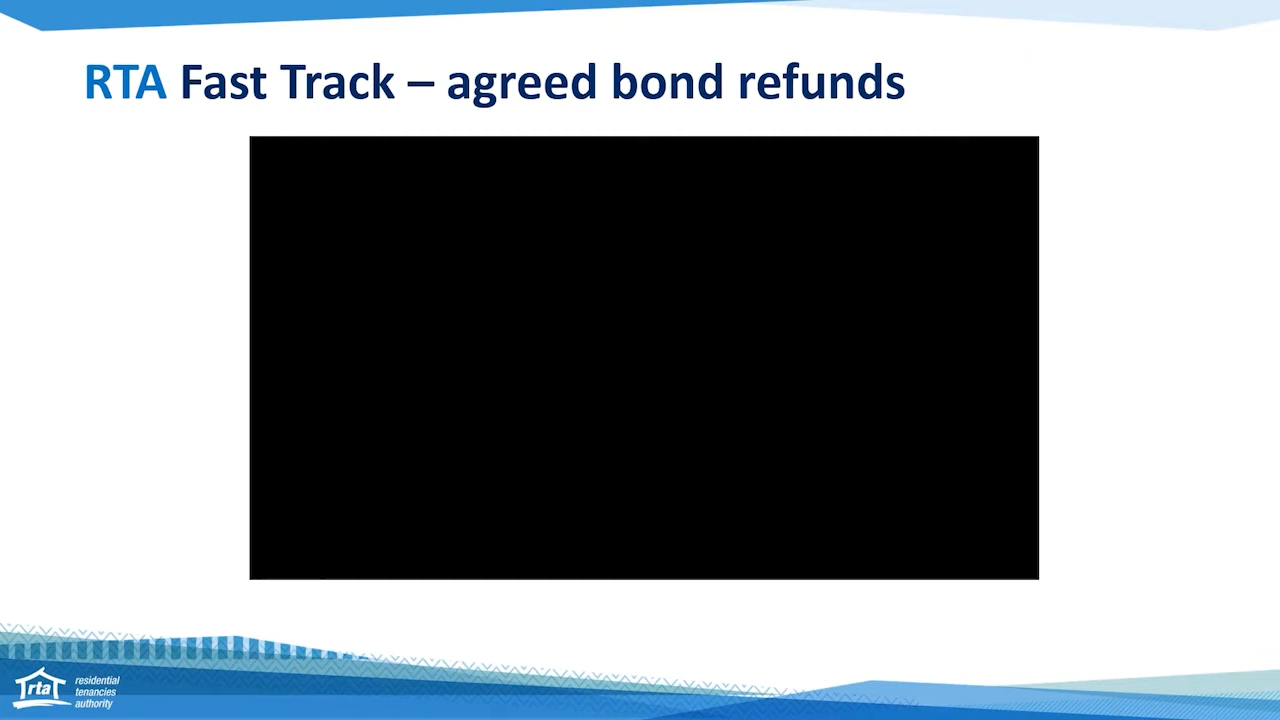 RTA Fast Track – agreed bond refunds
rta
residential
tenancies
authority